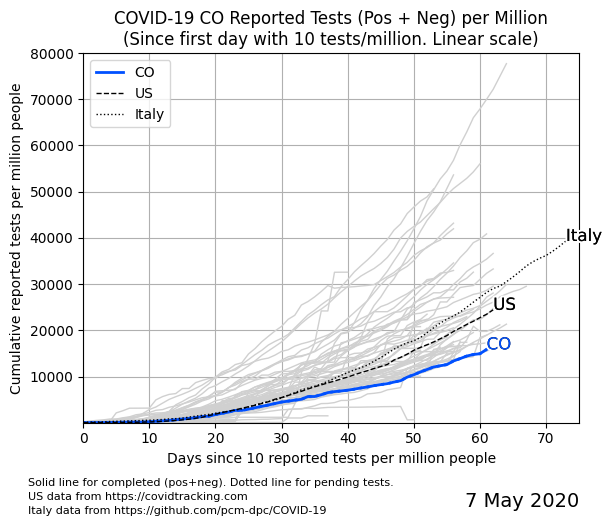 COVID-19 CO Reported Tests (Pos + Neg) per Million
(Since first day with 10 tests/million. Linear scale)
Cumulative reported tests per million people
80000
70000
60000
50000
40000
30000
20000
10000
CO
US
Italy
Italy
US
CO
0 10 20 30 40 50 60 70
Days since 10 reported tests per million people
Solid line for completed (pos+neg). Dotted line for pending tests.
US data from https://covidtracking.com
Italy data from https://github.com/pcm-dpc/COVID-19
7 May 2020